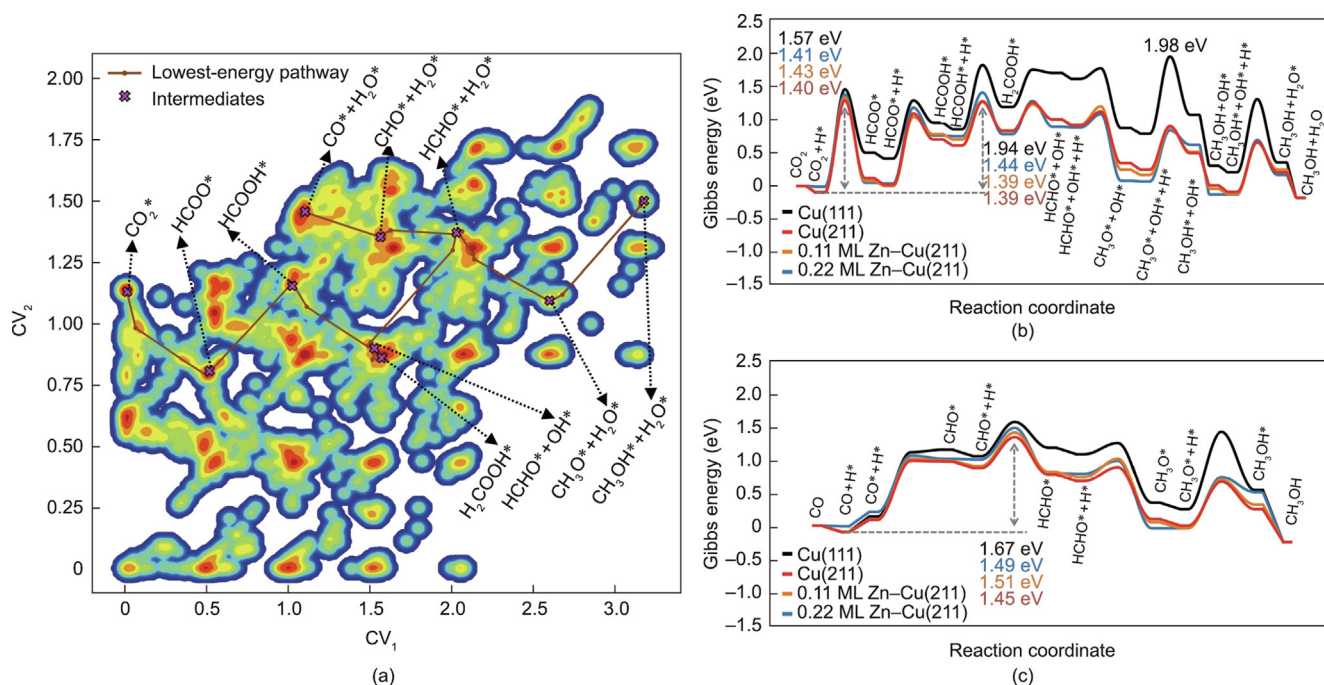 2.00
1.75
1.50
1.25
1.00
0.75
0.50
0.25
0
CV₂
Lowest-energy pathway
Intermediates
CO₂*
HCOO*
HCOOH*
CO*+H₂O*
CHO*+H₂O*
HCHO*+H₂O*
H₂COOH*
HCHO*+OH*
CH₃O*+H₂O*
CH₃OH*+H₂O*
0
0.5
1.0
1.5
2.0
2.5
3.0
CV₁
(a)
Gibbs energy (eV)
2.5
2.0
1.5
1.0
0.5
0
−0.5
−1.0
−1.5
1.57 eV
1.41 eV
1.43 eV
1.40 eV
1.98 eV
1.94 eV
1.44 eV
1.39 eV
1.39 eV
CO₂
CO₂+H*
HCOO*
HCOO*+H*
HCOOH*
HCOOH*+H*
H₂COOH*
HCHO*+OH*
HCHO*+OH*+H*
CH₃O*+OH*
CH₃O*+OH*+H*
CH₃OH*+OH*
CH₃OH+OH*
CH₃OH*+OH*+H*
CH₃OH+H₂O*
CH₃OH+H₂O
Cu(111)
Cu(211)
0.11 ML Zn–Cu(211)
0.22 ML Zn–Cu(211)
Reaction coordinate
(b)
Gibbs energy (eV)
2.5
2.0
1.5
1.0
0.5
0
−0.5
−1.0
−1.5
CO
CO+H*
CO*+H*
CHO*
CHO*+H*
HCHO*
HCHO*+H*
CH₃O*
CH₃O*+H*
CH₃OH*
CH₃OH
1.67 eV
1.49 eV
1.51 eV
1.45 eV
Cu(111)
Cu(211)
0.11 ML Zn–Cu(211)
0.22 ML Zn–Cu(211)
Reaction coordinate
(c)